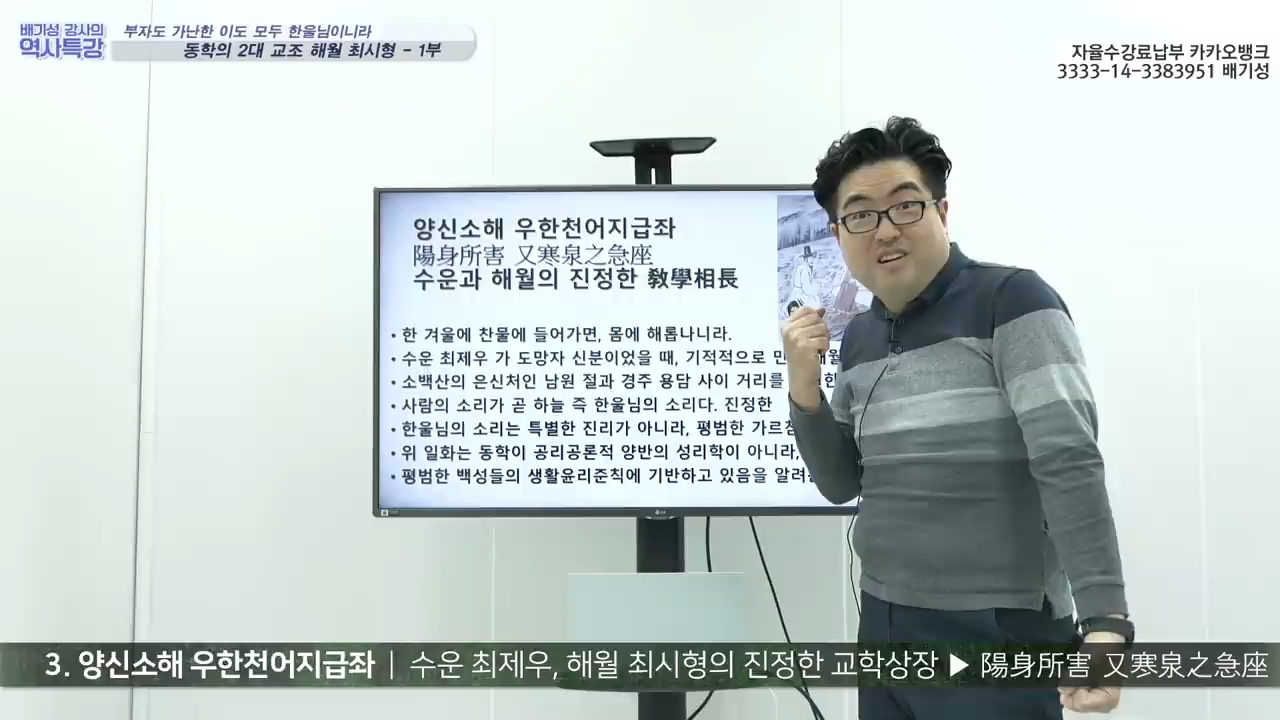 배기성 강사의
역사특강
부자도 가난한 이도 모두 한울님이니라
동학의 2대 교조 해월 최시형 - 1부
자율수강료납부 카카오뱅크
3333-14-3383951 배기성
양신소해 우한천어지급좌
陽身所害 又寒泉之急座
수운과 해월의 진정한 敎學相長
• 한 겨울에 찬물에 들어가면, 몸에 해롭나니라.
• 수운 최제우 가 도망자 신분이었을 때, 기적적으로
• 소백산의 은신처인 남원 절과 경주 용담 사이 거리를
• 사람의 소리가 곧 하늘 즉 한울님의 소리다. 진정한
• 한울님의 소리는 특별한 진리가 아니라, 평범한
• 위 일화는 동학이 공리공론적 양반의 성리학이 아니라,
• 평범한 백성들의 생활윤리준칙에 기반하고 있음을
3. 양신소해 우한천어지급좌 | 수운 최제우, 해월 최시형의 진정한 교학상장 ▶ 陽身所害 又寒泉之急座